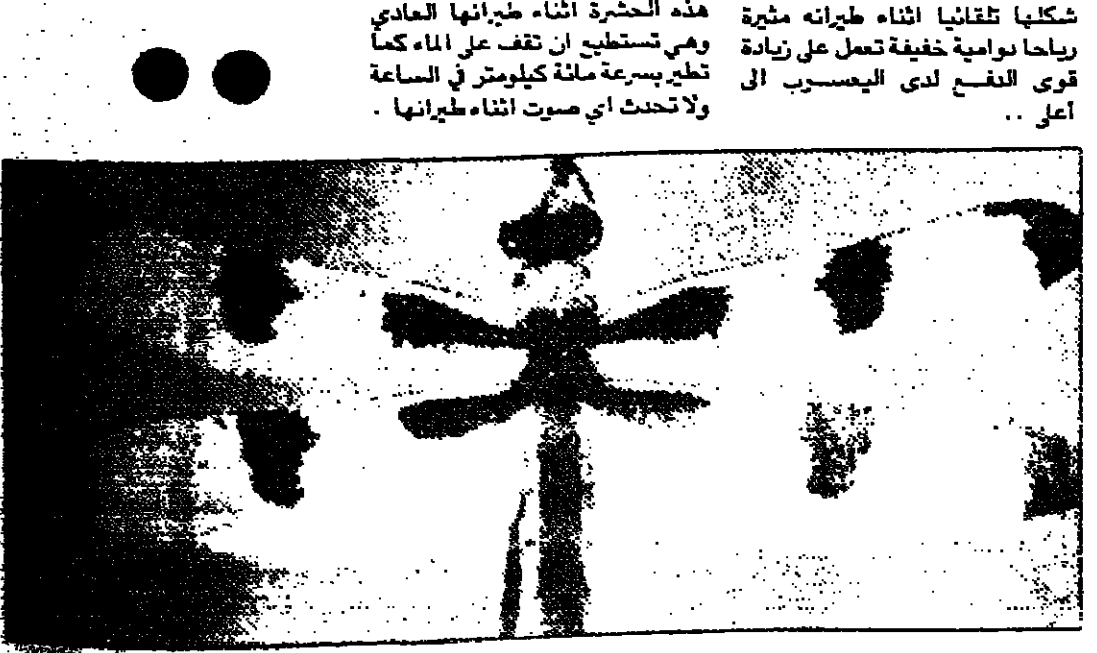 شكلها تلقائيا اثناء طيرانه مثيرة
رياحا دوامية خفيفة تعمل على زيادة
قوى الدفع لدى اليعسوب الى
أعلى ..
هذه الحشرة اثناء طيرانها العادي
وهي تستطيع ان تقف على الماء كما
تطير بسرعة مائة كيلومتر في الساعة
ولا تحدث اي صوت اثناء طيرانها .